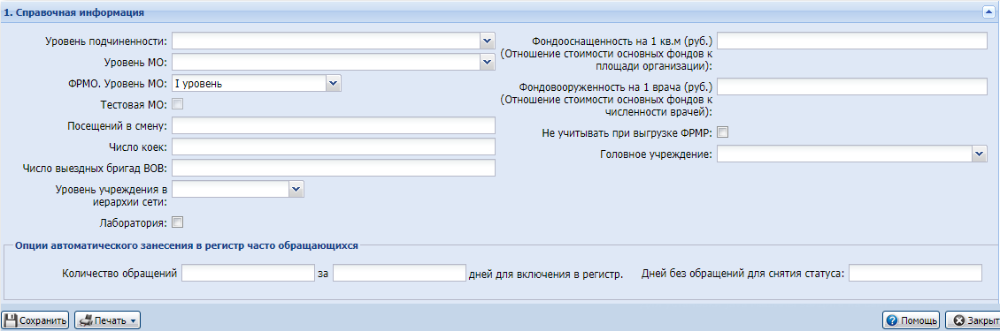 1. Справочная информация
Уровень подчиненности:
Уровень МО:
ФРМО. Уровень МО: I уровень
Тестовая МО:
Посещений в смену:
Число коек:
Число выездных бригад ВОВ:
Уровень учреждения в
иерархии сети:
Лаборатория:
Фондооснащенность на 1 кв.м (руб.)
(Отношение стоимости основных фондов к
площади организации):
Фондовооруженность на 1 врача (руб.)
(Отношение стоимости основных фондов к
численности врачей):
Не учитывать при выгрузке ФРМР:
Головное учреждение:
Опции автоматического занесения в регистр часто обращающихся
Количество обращений за дней для включения в регистр. Дней без обращений для снятия статуса:
Сохранить Печать Помощь Закрыт